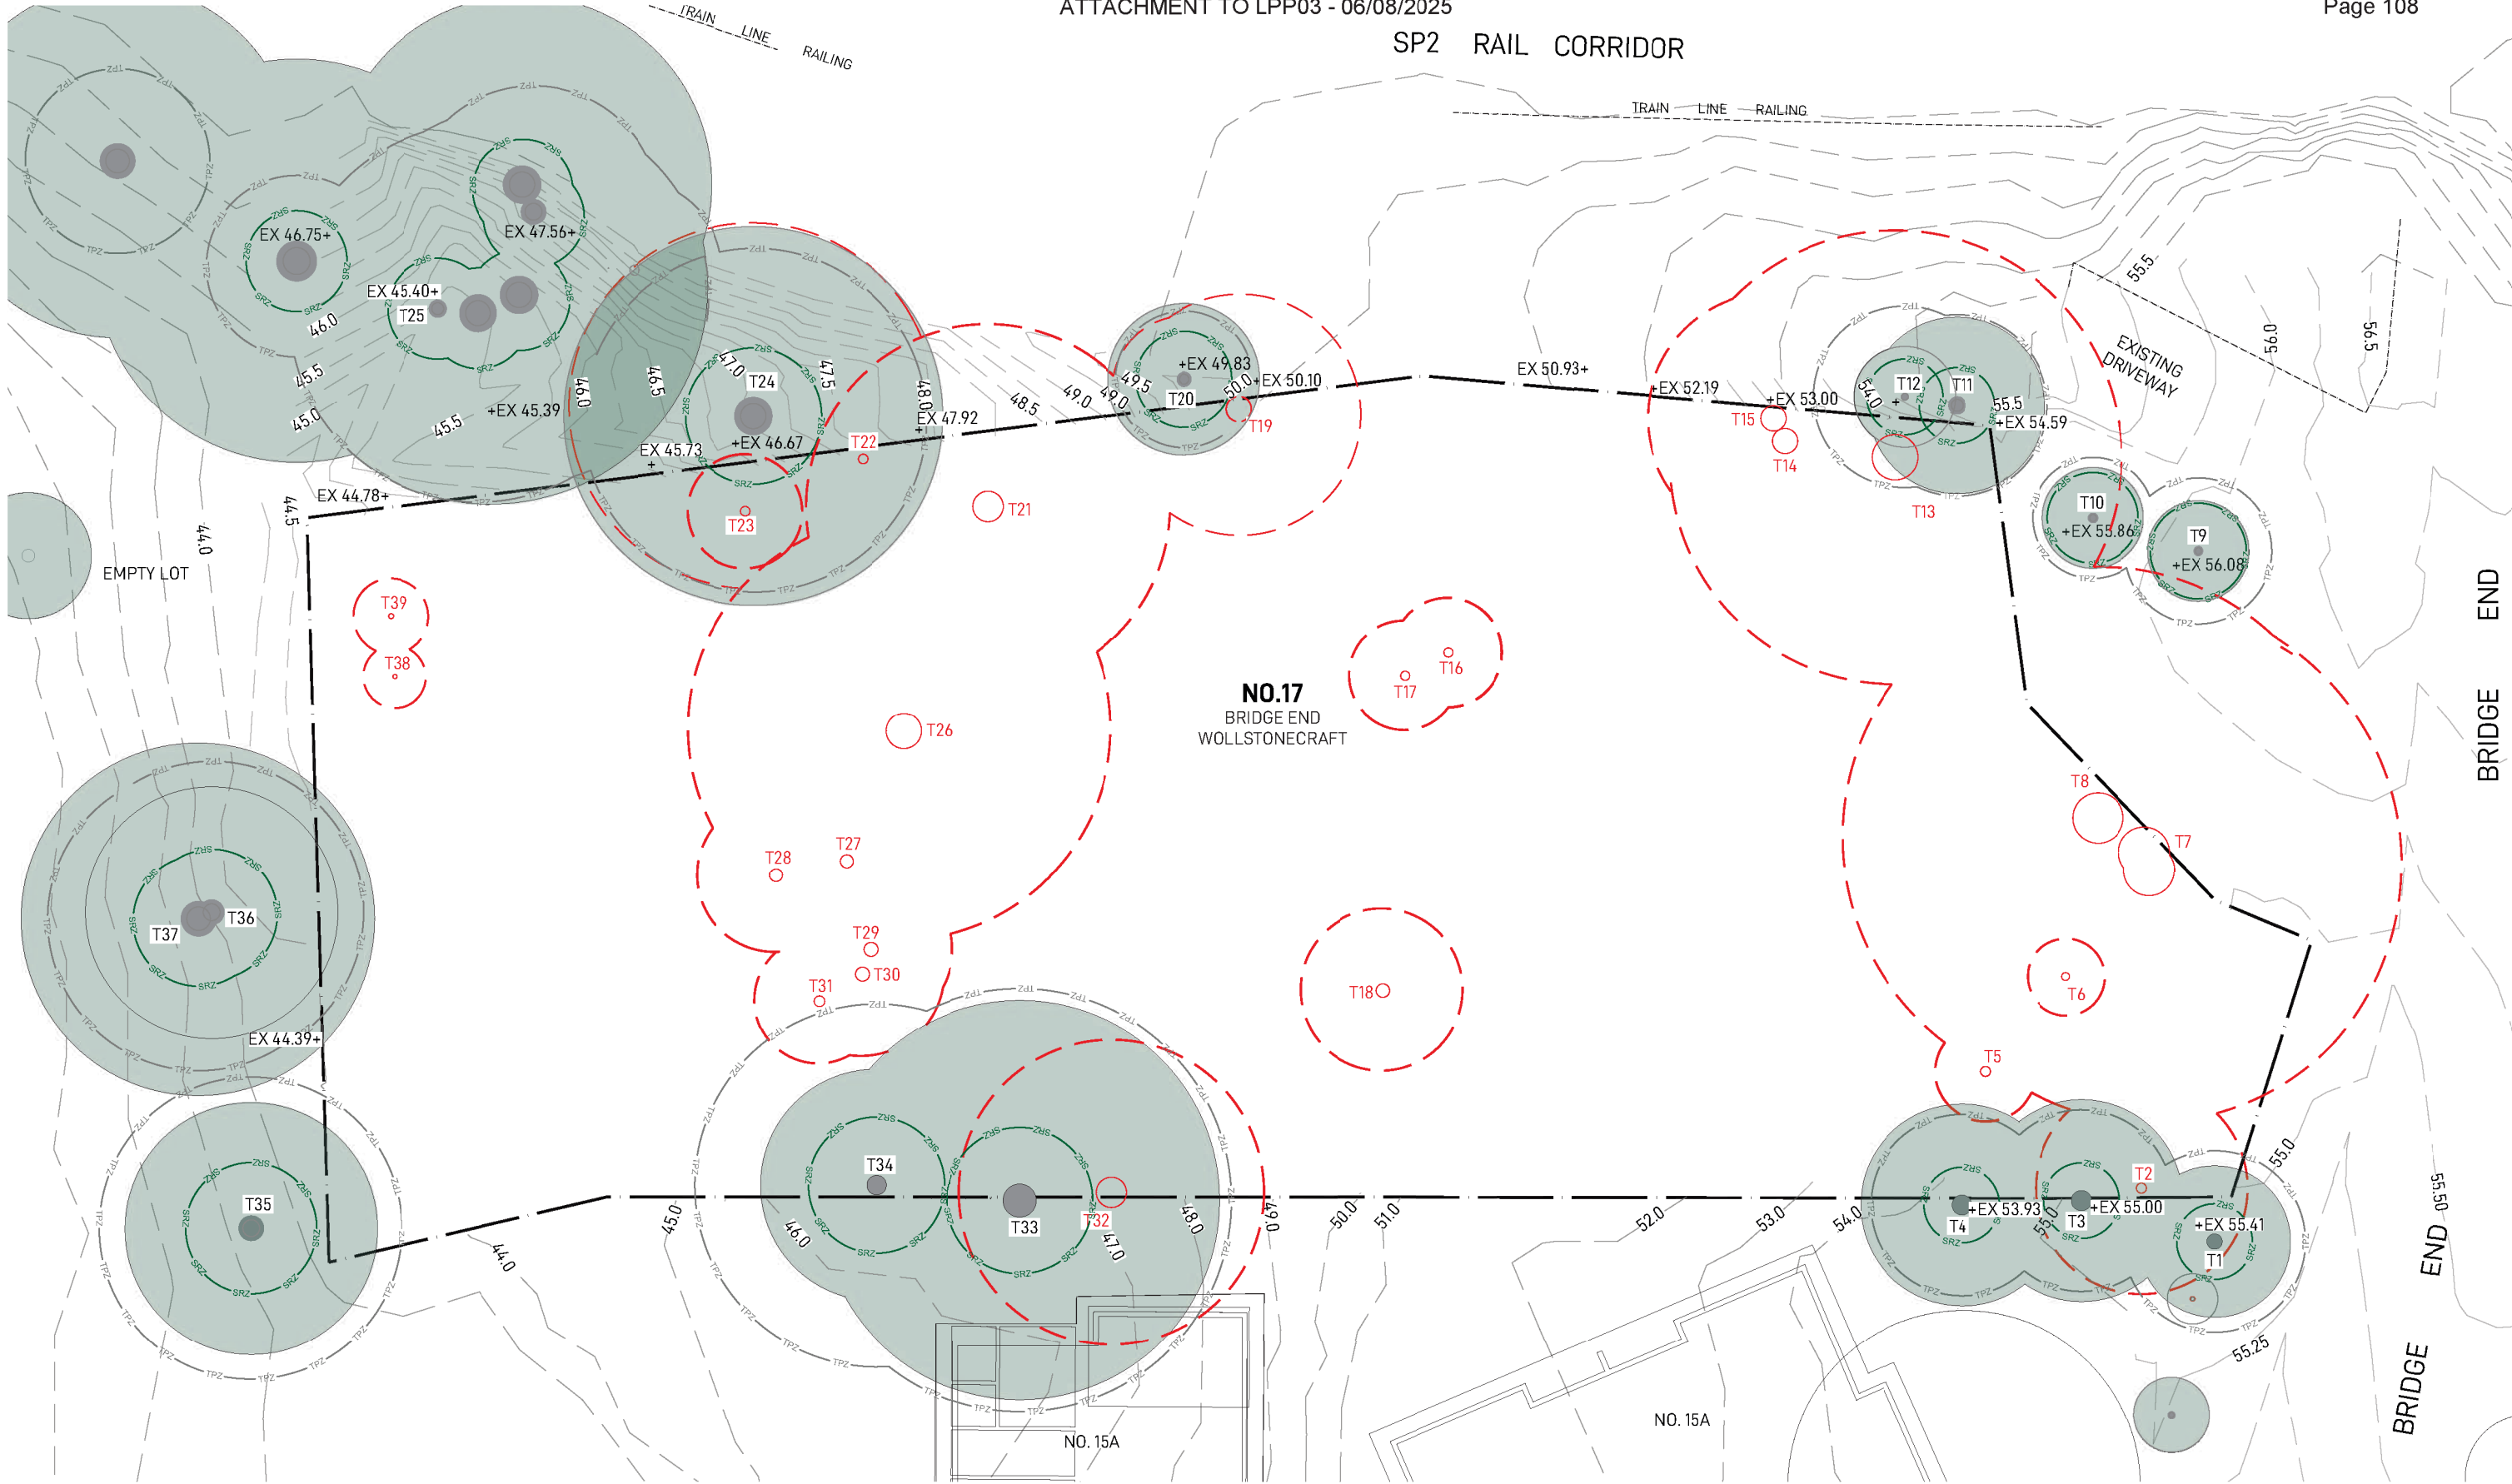 ATTACHMENT TO LPP03 - 06/08/2025
Page 108
SP2 RAIL CORRIDOR
TRAIN LINE RAILING
TRAIN LINE RAILING
EX 46.75+
EX 47.56+
EX 45.40+
T25
46.0
45.5
45.0
45.5
+EX 45.39
46.0
46.5
47.0
T24
47.5
48.0
+EX 46.67
EX 45.73
+
T22
EX 47.92
+
48.5
49.0
49.0
49.5
+EX 49.83
50.0
+EX 50.10
T20
T19
EX 50.93+
+EX 52.19
+EX 53.00
T15
T14
54.0
T12
+
T11
55.5
+EX 54.59
T13
55.5
EXISTING
DRIVEWAY
56.0
56.5
T10
+EX 55.86
T9
+EX 56.08
BRIDGE END
EX 44.78+
44.5
44.0
EMPTY LOT
T23
T21
T39
T38
T16
T17
NO.17
BRIDGE END
WOLLSTONECRAFT
T26
T8
T7
T27
T28
T29
T30
T31
T18
T6
T5
T36
T37
EX 44.39+
T35
T34
T33
T32
45.0
46.0
47.0
48.0
49.0
50.0
51.0
52.0
53.0
54.0
44.0
T4
+EX 53.93
55.0
T3
+EX 55.00
T2
+EX 55.41
T1
55.0
55.50
55.25
BRIDGE END
NO. 15A
NO. 15A
TPZ
SRZ